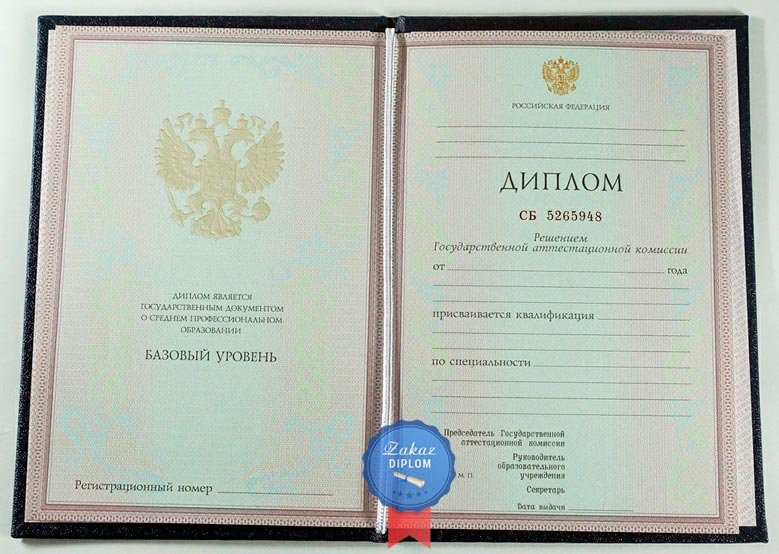 ДИПЛОМ ЯВЛЯЕТСЯ
ГОСУДАРСТВЕННЫМ ДОКУМЕНТОМ
О СРЕДНЕМ ПРОФЕССИОНАЛЬНОМ
ОБРАЗОВАНИИ
БАЗОВЫЙ УРОВЕНЬ
Регистрационный номер
РОССИЙСКАЯ ФЕДЕРАЦИЯ
ДИПЛОМ
СБ 5265948
Решением
Государственной аттестационной комиссии
от года
присваивается квалификация
по специальности
Председатель Государственной
аттестационной комиссии
Руководитель
образовательного
М. П. учреждения
Секретарь
Дата выдачи
Zakaz
DIPLOM